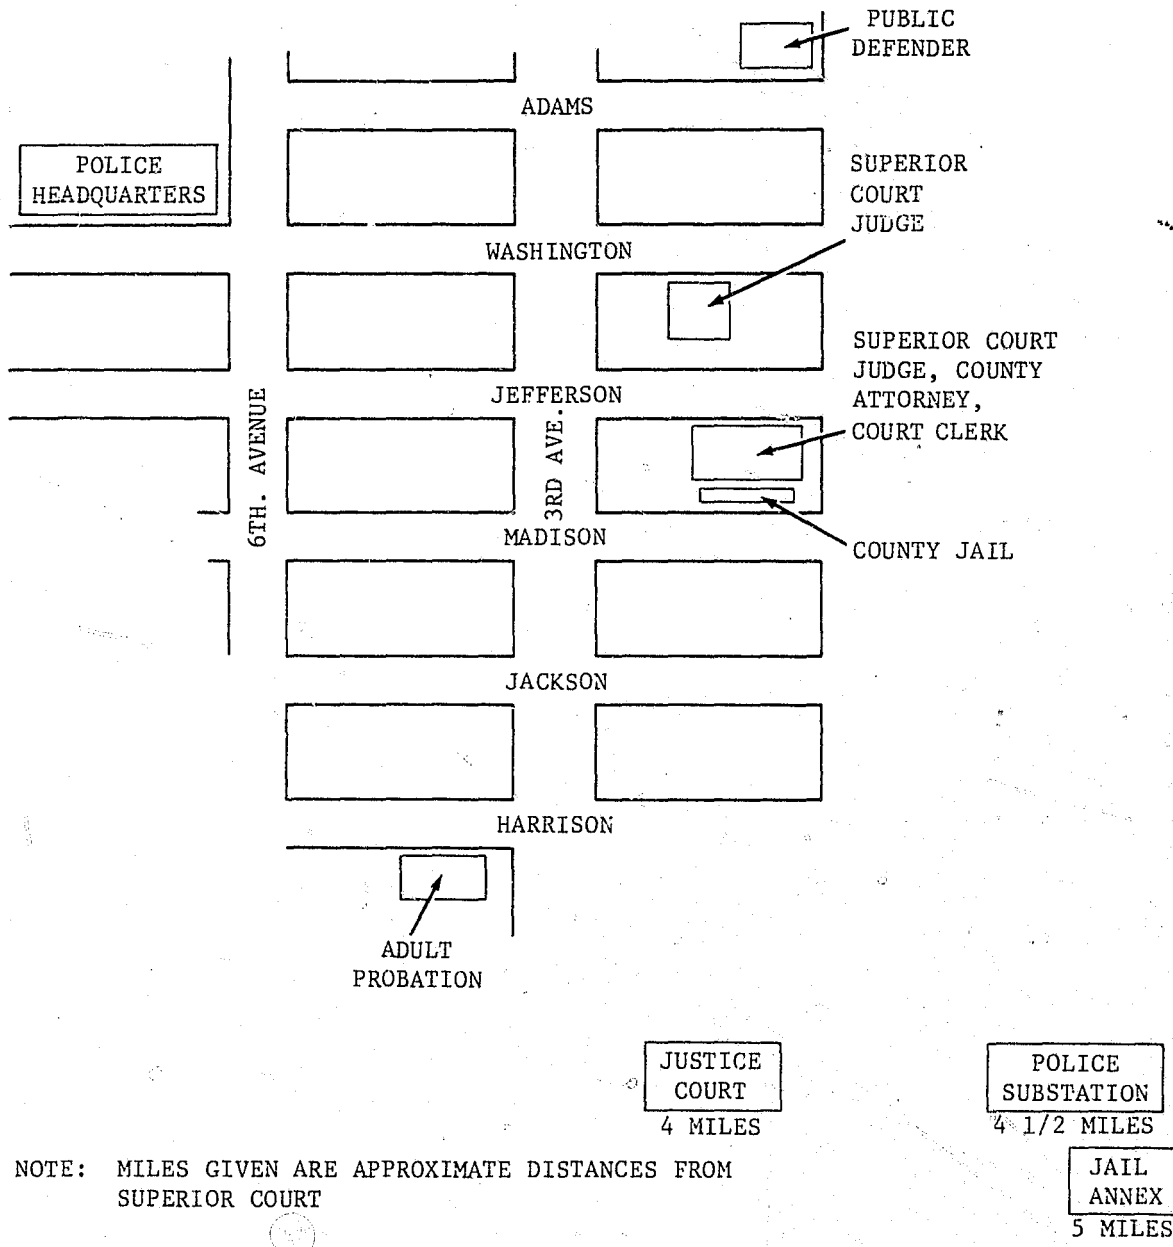 PUBLIC
DEFENDER
ADAMS
POLICE
HEADQUARTERS
SUPERIOR
COURT
JUDGE
WASHINGTON
SUPERIOR COURT
JUDGE, COUNTY
ATTORNEY,
COURT CLERK
JEFFERSON
6TH. AVENUE
3RD AVE.
MADISON
COUNTY JAIL
JACKSON
HARRISON
ADULT
PROBATION
JUSTICE
COURT
4 MILES
POLICE
SUBSTATION
4 1/2 MILES
JAIL
ANNEX
5 MILES
NOTE: MILES GIVEN ARE APPROXIMATE DISTANCES FROM
SUPERIOR COURT